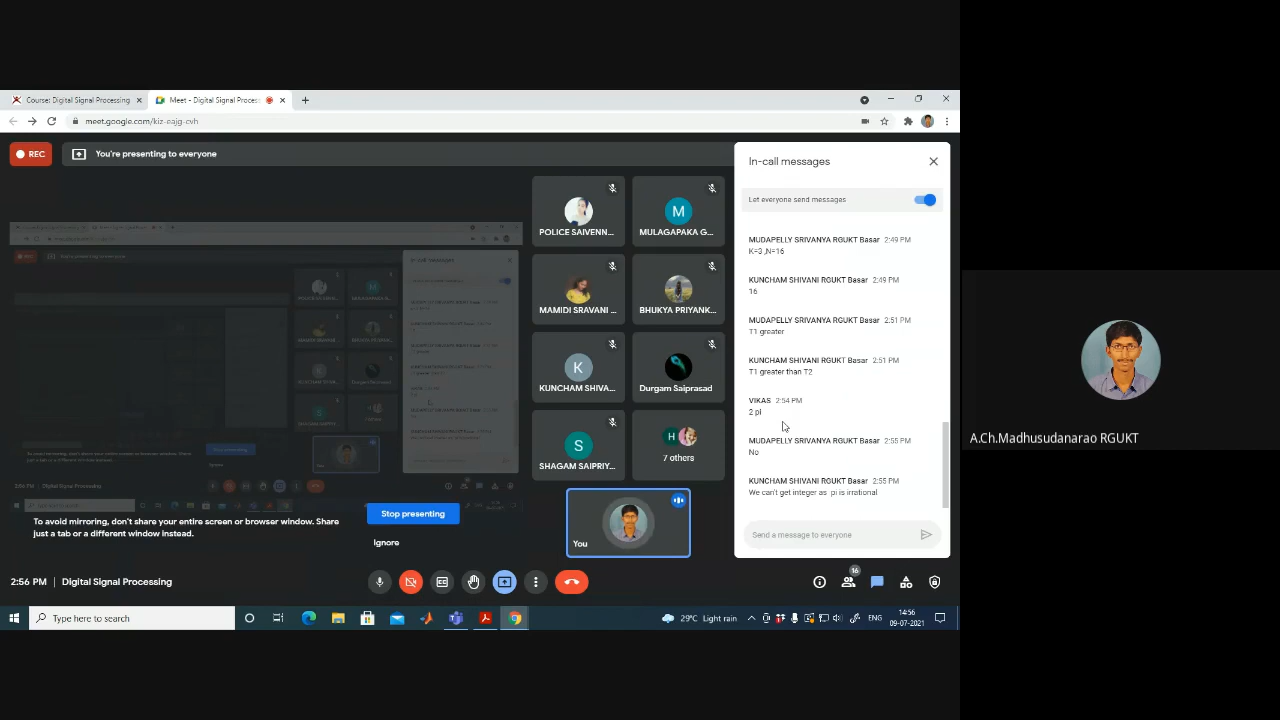 Course: Digital Signal Processing
Meet - Digital Signal Proces
meet.google.com/kiz-eajg-cvh
REC
You're presenting to everyone
In-call messages
Let everyone send messages
MUDAPELLY SRIVANYA RGUKT Basar 2:49 PM
K=3 ,N=16
KUNCHAM SHIVANI RGUKT Basar 2:49 PM
16
MUDAPELLY SRIVANYA RGUKT Basar 2:51 PM
T1 greater
KUNCHAM SHIVANI RGUKT Basar 2:51 PM
T1 greater than T2
VIKAS 2:54 PM
2 pi
MUDAPELLY SRIVANYA RGUKT Basar 2:55 PM
No
KUNCHAM SHIVANI RGUKT Basar 2:55 PM
We can't get integer as pi is irrational
Send a message to everyone
POLICE SAIVENN...
M
MULAGAPAKA G...
MAMIDI SRAVANI ...
BHUKYA PRIYANK...
K
KUNCHAM SHIVA...
Durgam Saiprasad
S
SHAGAM SAIPRIY...
H
7 others
You
To avoid mirroring, don't share your entire screen or browser window. Share
just a tab or a different window instead.
Stop presenting
Ignore
2:56 PM | Digital Signal Processing
16
Type here to search
29°C Light rain
ENG
14:56
09-07-2021
A.Ch.Madhusudanarao RGUKT